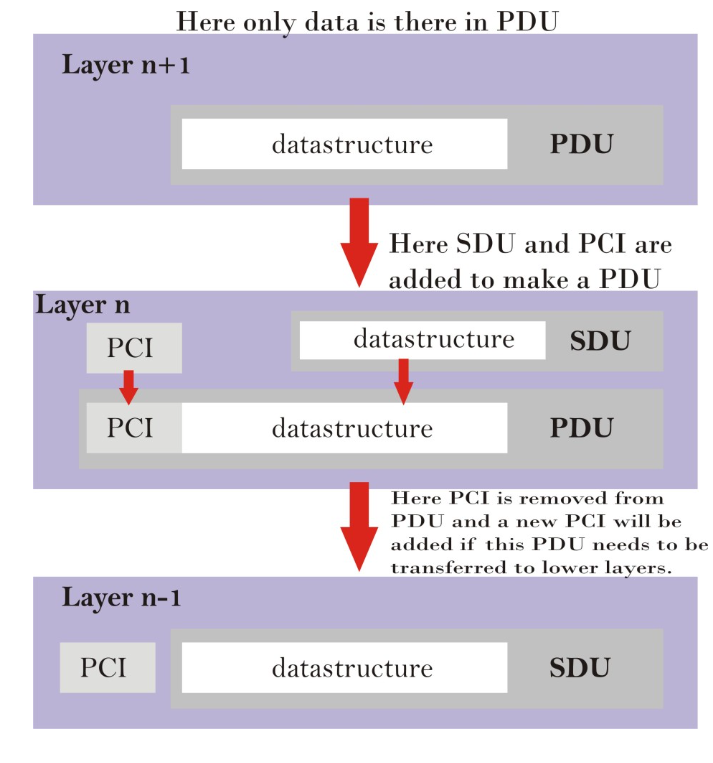 Here only data is there in PDU
Layer n+1
datastructure PDU
Here SDU and PCI are
added to make a PDU
Layer n
PCI datastructure SDU
PCI datastructure PDU
Here PCI is removed from
PDU and a new PCI will be
added if this PDU needs to be
transferred to lower layers.
Layer n-1
PCI datastructure SDU